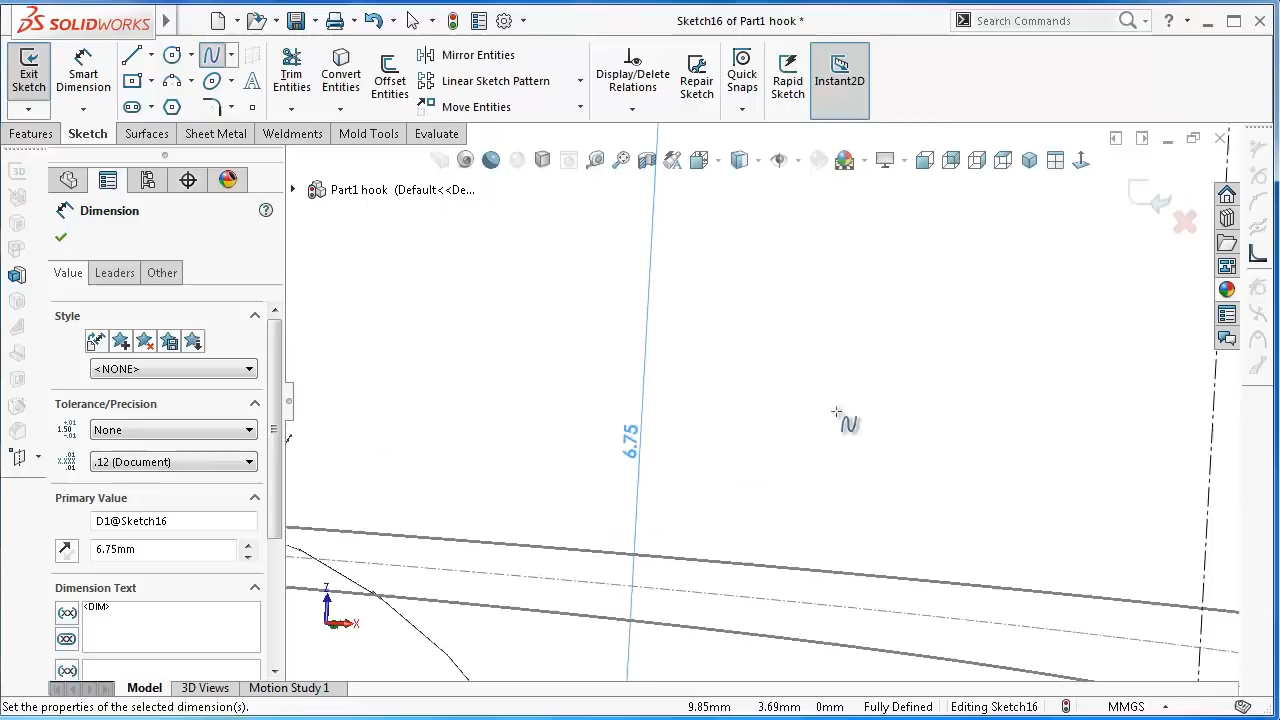 SOLIDWORKS
Sketch16 of Part1 hook *
Search Commands
?
Exit Sketch
Smart Dimension
Trim Entities
Convert Entities
Offset Entities
Mirror Entities
Linear Sketch Pattern
Move Entities
Display/Delete Relations
Repair Sketch
Quick Snaps
Rapid Sketch
Instant2D
Features
Sketch
Surfaces
Sheet Metal
Weldments
Mold Tools
Evaluate
Part1 hook (Default<<De...
Dimension
?
Value
Leaders
Other
Style
<NONE>
Tolerance/Precision
None
.12 (Document)
Primary Value
D1@Sketch16
6.75mm
Dimension Text
<DIM>
6.75
Z
X
Model
3D Views
Motion Study 1
Set the properties of the selected dimension(s).
9.85mm
3.69mm
0mm
Fully Defined
Editing Sketch16
MMGS